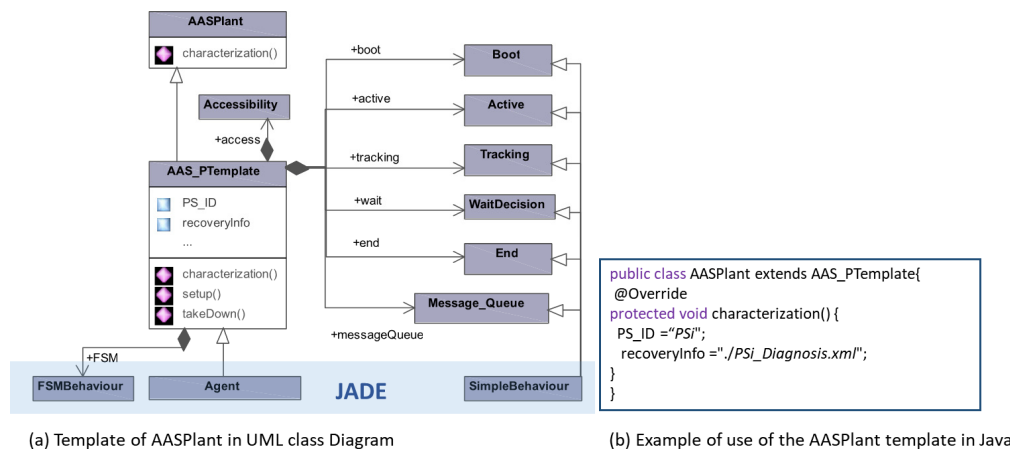 AASPlant
characterization()
Accessibility
+access
AAS_PTemplate
PS_ID
recoveryInfo
...
characterization()
setup()
takeDown()
+FSM
FSMBehaviour
Agent
JADE
SimpleBehaviour
+boot
Boot
+active
Active
+tracking
Tracking
+wait
WaitDecision
+end
End
Message_Queue
+messageQueue
public class AASPlant extends AAS_PTemplate{
@Override
protected void characterization() {
PS_ID =“PSi";
recoveryInfo ="./PSi_Diagnosis.xml";
}
}
(a) Template of AASPlant in UML class Diagram
(b) Example of use of the AASPlant template in Java